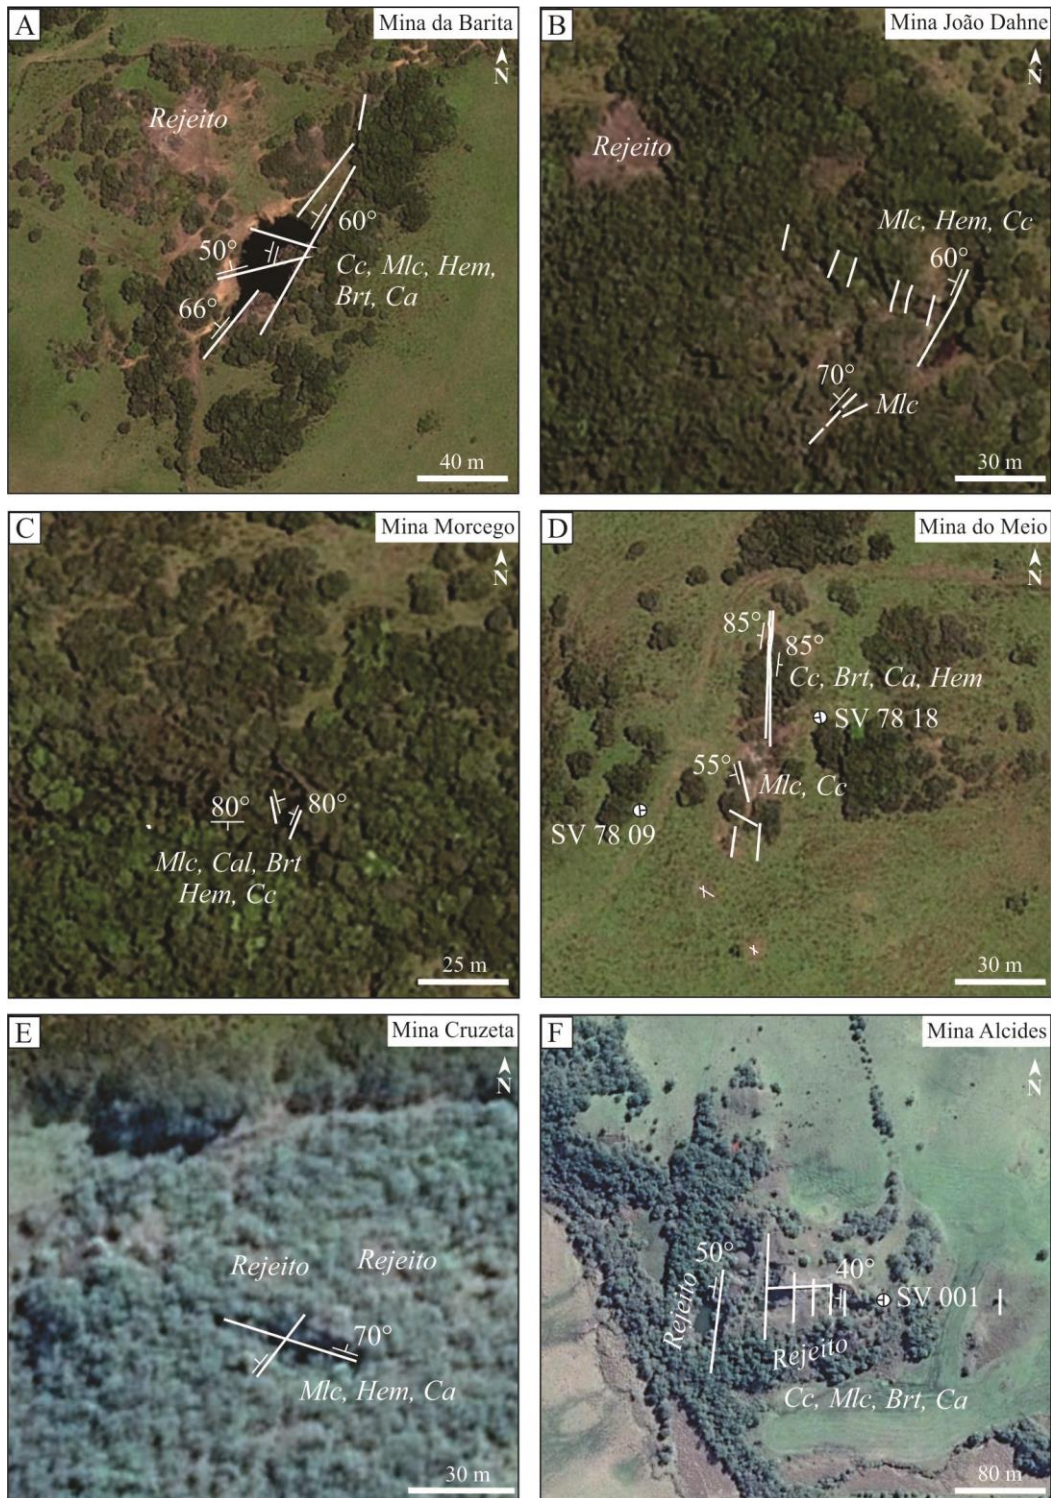 A
Mina da Barita
N
Rejeito
60°
50°
Cc, Mlc, Hem,
Brt, Ca
66°
40 m
B
Mina João Dahne
N
Rejeito
Mlc, Hem, Cc
60°
70°
Mlc
30 m
C
Mina Morcego
N
80°
80°
Mlc, Cal, Brt
Hem, Cc
25 m
D
Mina do Meio
N
85°
85°
Cc, Brt, Ca, Hem
SV 78 18
55°
Mlc, Cc
SV 78 09
30 m
E
Mina Cruzeta
N
Rejeito
Rejeito
70°
Mlc, Hem, Ca
30 m
F
Mina Alcides
N
50°
40°
Rejeito
SV 001
Rejeito
Cc, Mlc, Brt, Ca
80 m